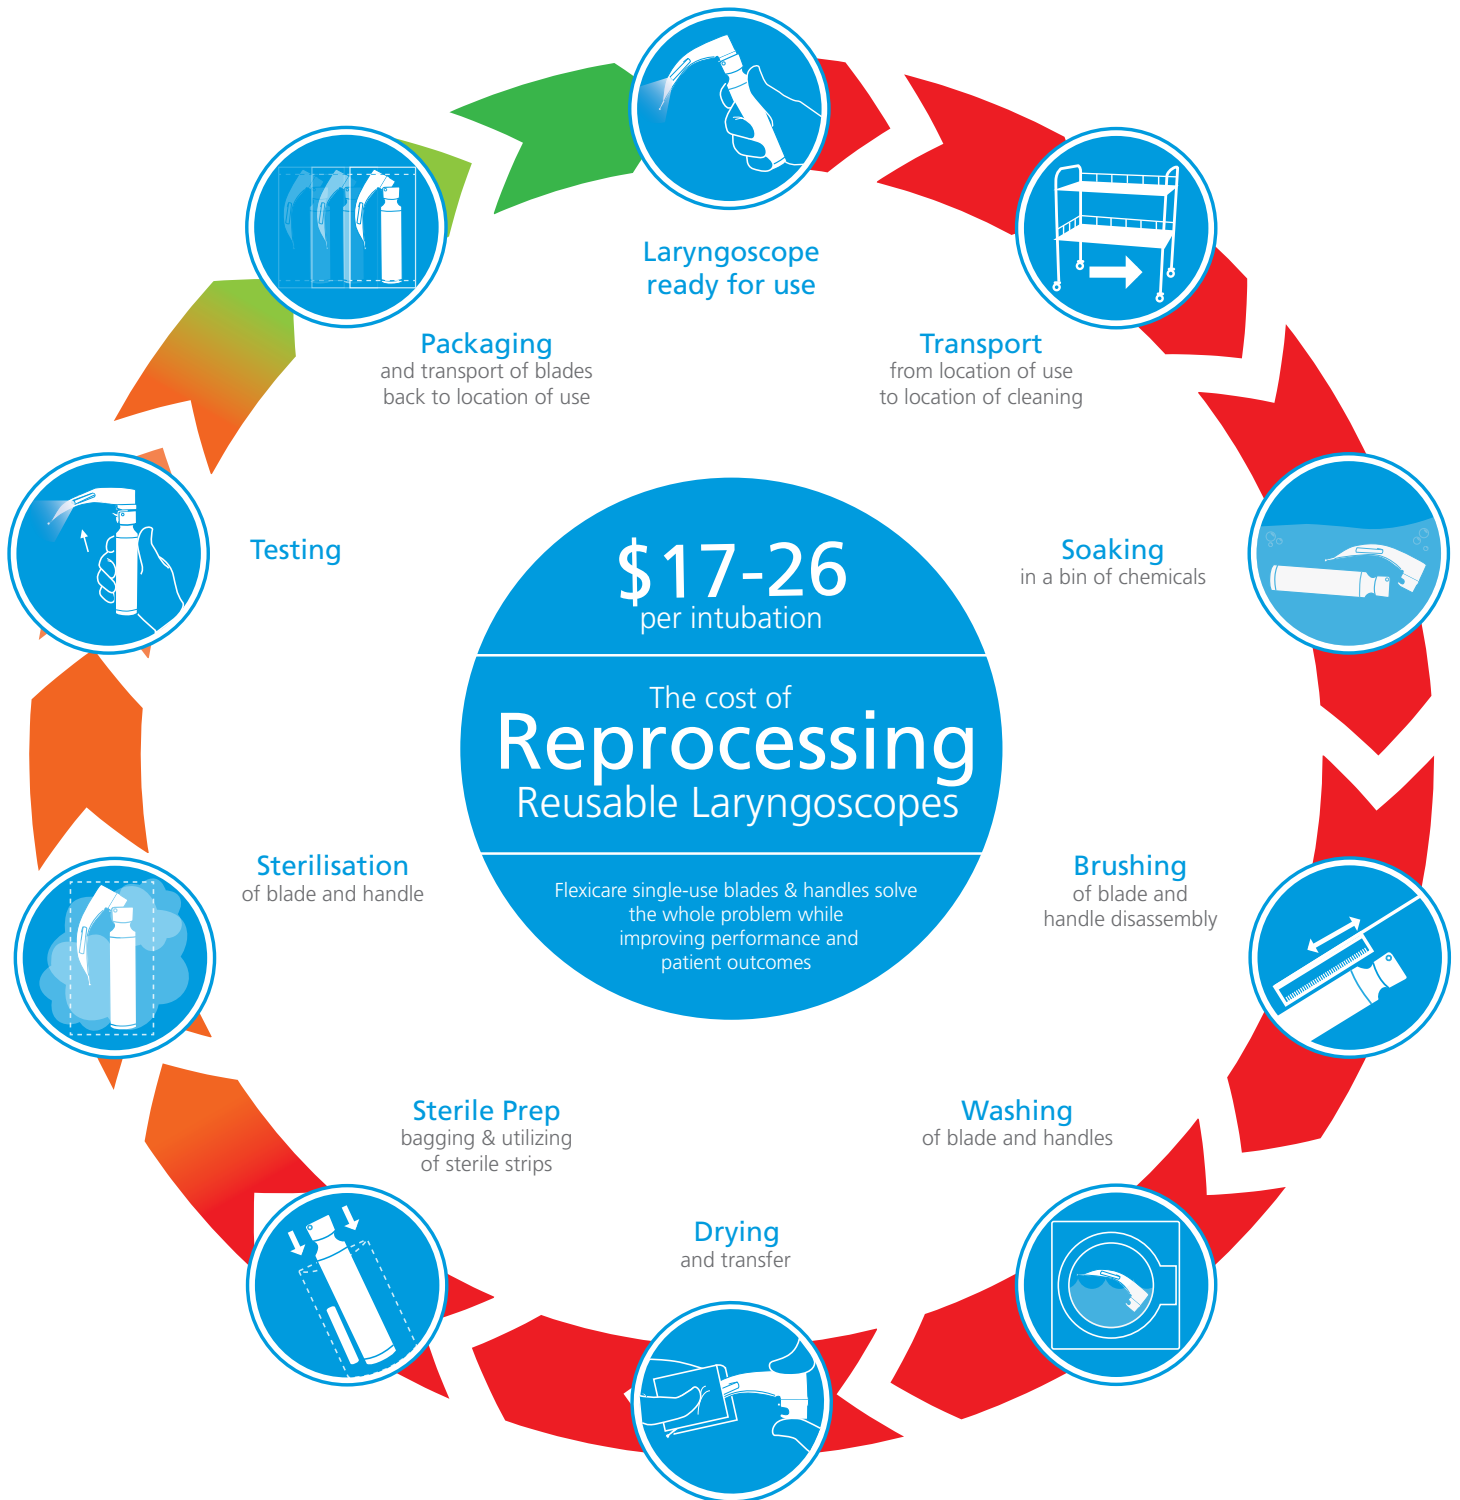 Laryngoscope
ready for use
Transport
from location of use
to location of cleaning
Soaking
in a bin of chemicals
Brushing
of blade and
handle disassembly
Washing
of blade and handles
Drying
and transfer
Sterile Prep
bagging & utilizing
of sterile strips
Sterilisation
of blade and handle
Testing
Packaging
and transport of blades
back to location of use
$17-26
per intubation
The cost of
Reprocessing
Reusable Laryngoscopes
Flexicare single-use blades & handles solve
the whole problem while
improving performance and
patient outcomes